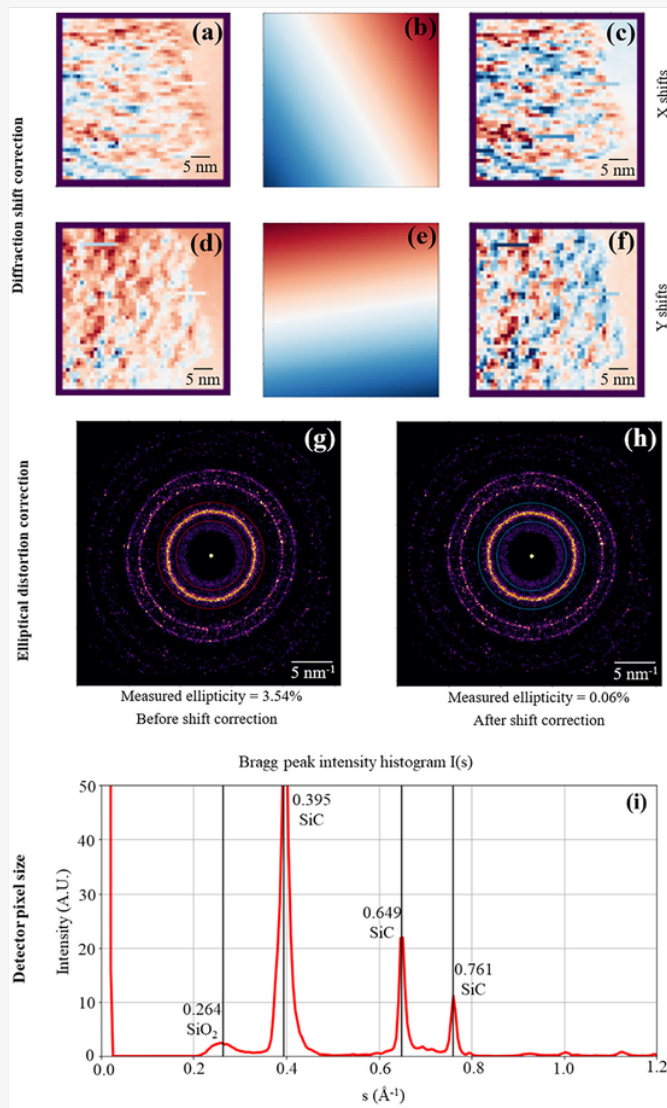 Diffraction shift correction
(a)
5 nm
(b)
(c)
5 nm
X shifts
(d)
5 nm
(e)
(f)
5 nm
Y shifts
Elliptical distortion correction
(g)
5 nm⁻¹
Measured ellipticity = 3.54%
Before shift correction
(h)
5 nm⁻¹
Measured ellipticity = 0.06%
After shift correction
Detector pixel size
Bragg peak intensity histogram I(s)
(i)
Intensity (A.U.)
50
40
30
20
10
0
0.264
SiO₂
0.395
SiC
0.649
SiC
0.761
SiC
0.0 0.2 0.4 0.6 0.8 1.0 1.2
s (Å⁻¹)